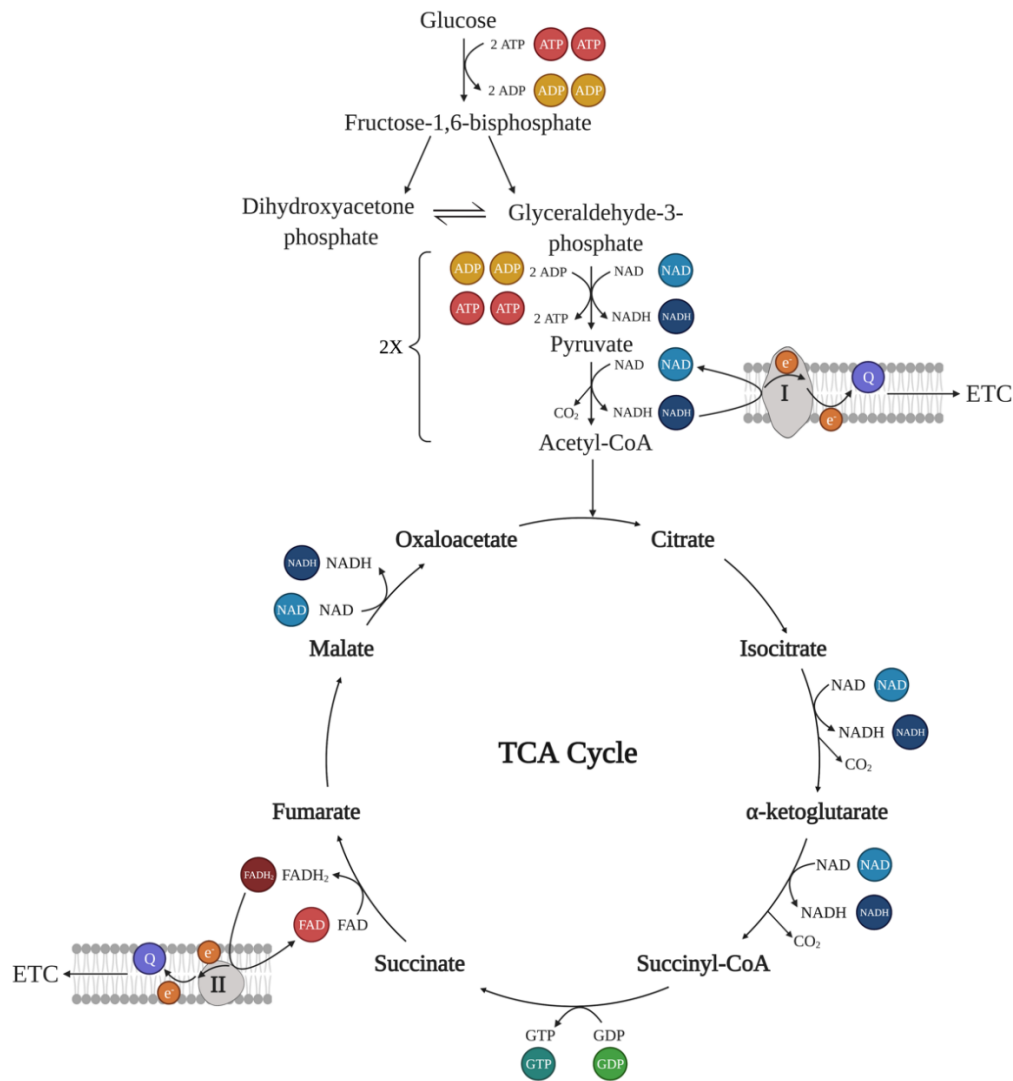 Glucose
2 ATP ATP ATP
2 ADP ADP ADP
Fructose-1,6-bisphosphate
Dihydroxyacetone
phosphate
Glyceraldehyde-3-
phosphate
2X
ADP ADP 2 ADP NAD NAD
ATP ATP 2 ATP NADH NADH
Pyruvate
NAD NAD
CO₂ NADH NADH
Acetyl-CoA
e⁻
I
Q
e⁻
ETC
Oxaloacetate
Citrate
NADH NADH
NAD NAD
Malate
Isocitrate
NAD NAD
NADH NADH
CO₂
TCA Cycle
Fumarate
α-ketoglutarate
FADH₂ FADH₂
FAD FAD
NAD NAD
NADH NADH
CO₂
Succinate
Succinyl-CoA
ETC
Q
e⁻
e⁻
II
GTP GDP
GTP GDP